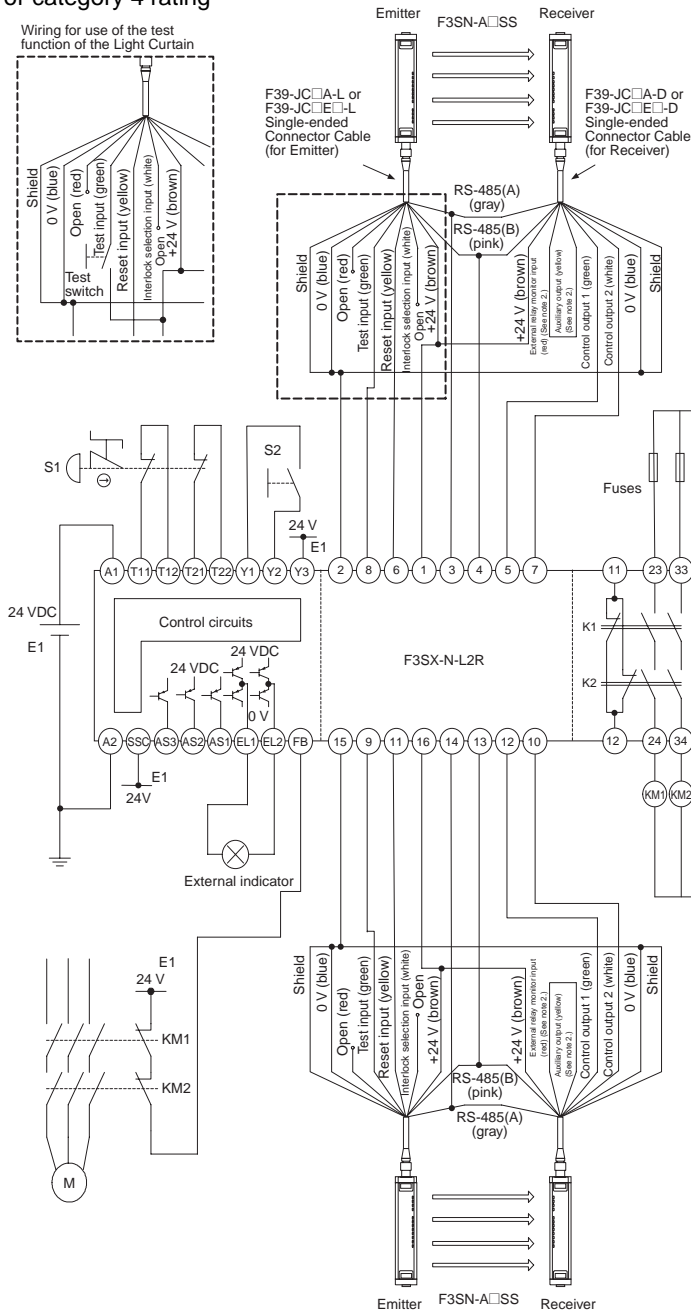 or category 4 rating
Wiring for use of the test
function of the Light Curtain
Shield
0 V (blue)
Open (red)
Test input (green)
Reset input (yellow)
Interlock selection input (white)
Open
+24 V (brown)
Test
switch
Emitter
F3SN-A□SS
Receiver
F39-JC□A-L or
F39-JC□E□-L
Single-ended
Connector Cable
(for Emitter)
F39-JC□A-D or
F39-JC□E□-D
Single-ended
Connector Cable
(for Receiver)
RS-485(A)
(gray)
RS-485(B)
(pink)
Shield
0 V (blue)
Open (red)
Test input (green)
Reset input (yellow)
Interlock selection input (white)
Open
+24 V (brown)
+24 V (brown)
External relay monitor input
(red) (See note 2.)
Auxiliary output (yellow)
(See note 2.)
Control output 1 (green)
Control output 2 (white)
0 V (blue)
Shield
S1
S2
24 V
E1
Fuses
A1 T11 T12 T21 T22 Y1 Y2 Y3 2 8 6 1 3 4 5 7 11 23 33
24 VDC
E1
Control circuits
24 VDC
0 V
F3SX-N-L2R
K1
K2
A2 SSC AS3 AS2 AS1 EL1 EL2 FB 15 9 11 16 14 13 12 10 12 24 34
E1
24V
KM1 KM2
External indicator
E1
24 V
KM1
KM2
M
Shield
0 V (blue)
Open (red)
Test input (green)
Reset input (yellow)
Interlock selection input (white)
Open
+24 V (brown)
+24 V (brown)
External relay monitor input
(red) (See note 2.)
Auxiliary output (yellow)
(See note 2.)
Control output 1 (green)
Control output 2 (white)
0 V (blue)
Shield
RS-485(B)
(pink)
RS-485(A)
(gray)
Emitter
F3SN-A□SS
Receiver